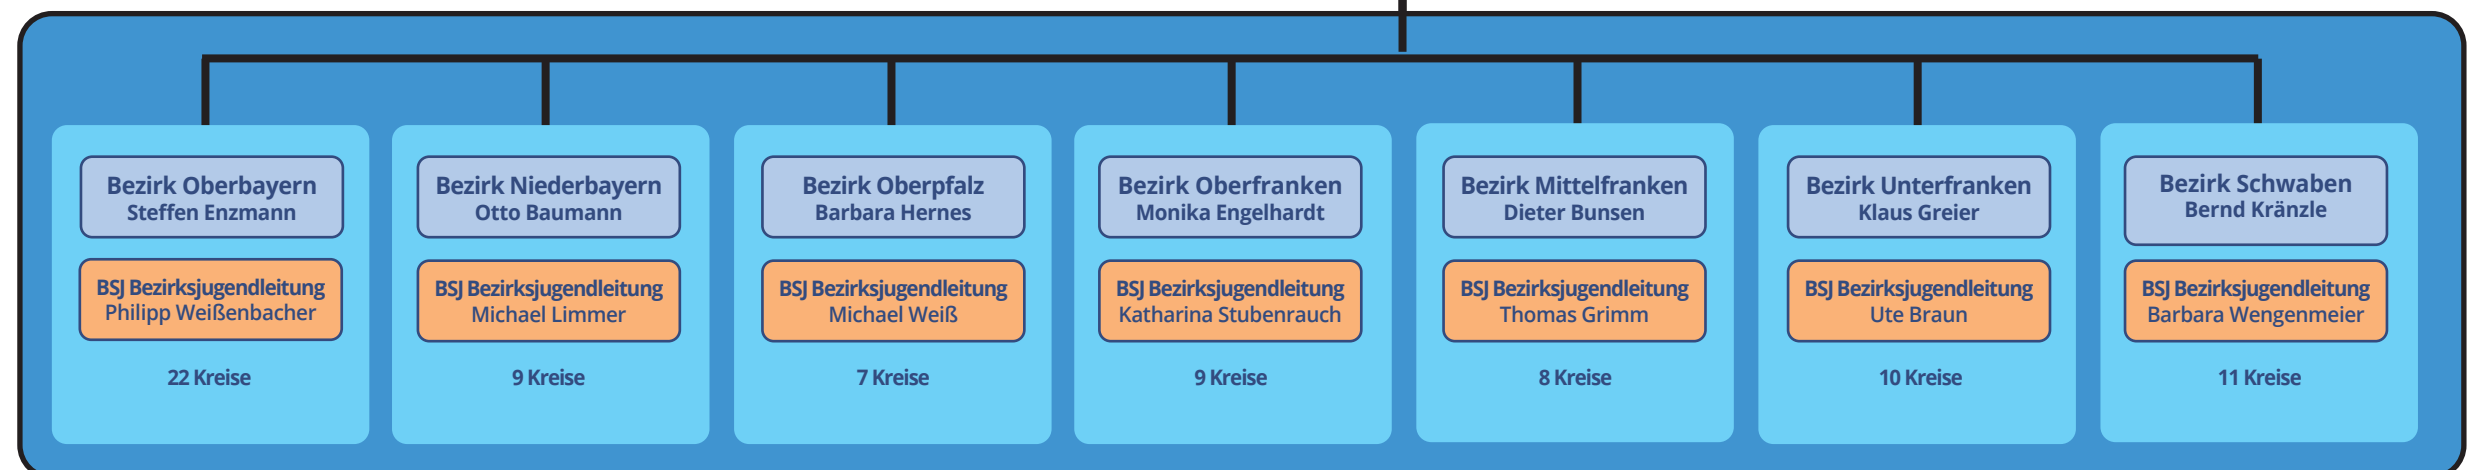 Bezirk Oberbayern
Steffen Enzmann
BSJ Bezirksjugendleitung
Philipp Weißenbacher
22 Kreise
Bezirk Niederbayern
Otto Baumann
BSJ Bezirksjugendleitung
Michael Limmer
9 Kreise
Bezirk Oberpfalz
Barbara Hernes
BSJ Bezirksjugendleitung
Michael Weiß
7 Kreise
Bezirk Oberfranken
Monika Engelhardt
BSJ Bezirksjugendleitung
Katharina Stubenrauch
9 Kreise
Bezirk Mittelfranken
Dieter Bunsen
BSJ Bezirksjugendleitung
Thomas Grimm
8 Kreise
Bezirk Unterfranken
Klaus Greier
BSJ Bezirksjugendleitung
Ute Braun
10 Kreise
Bezirk Schwaben
Bernd Kränzle
BSJ Bezirksjugendleitung
Barbara Wengenmeier
11 Kreise